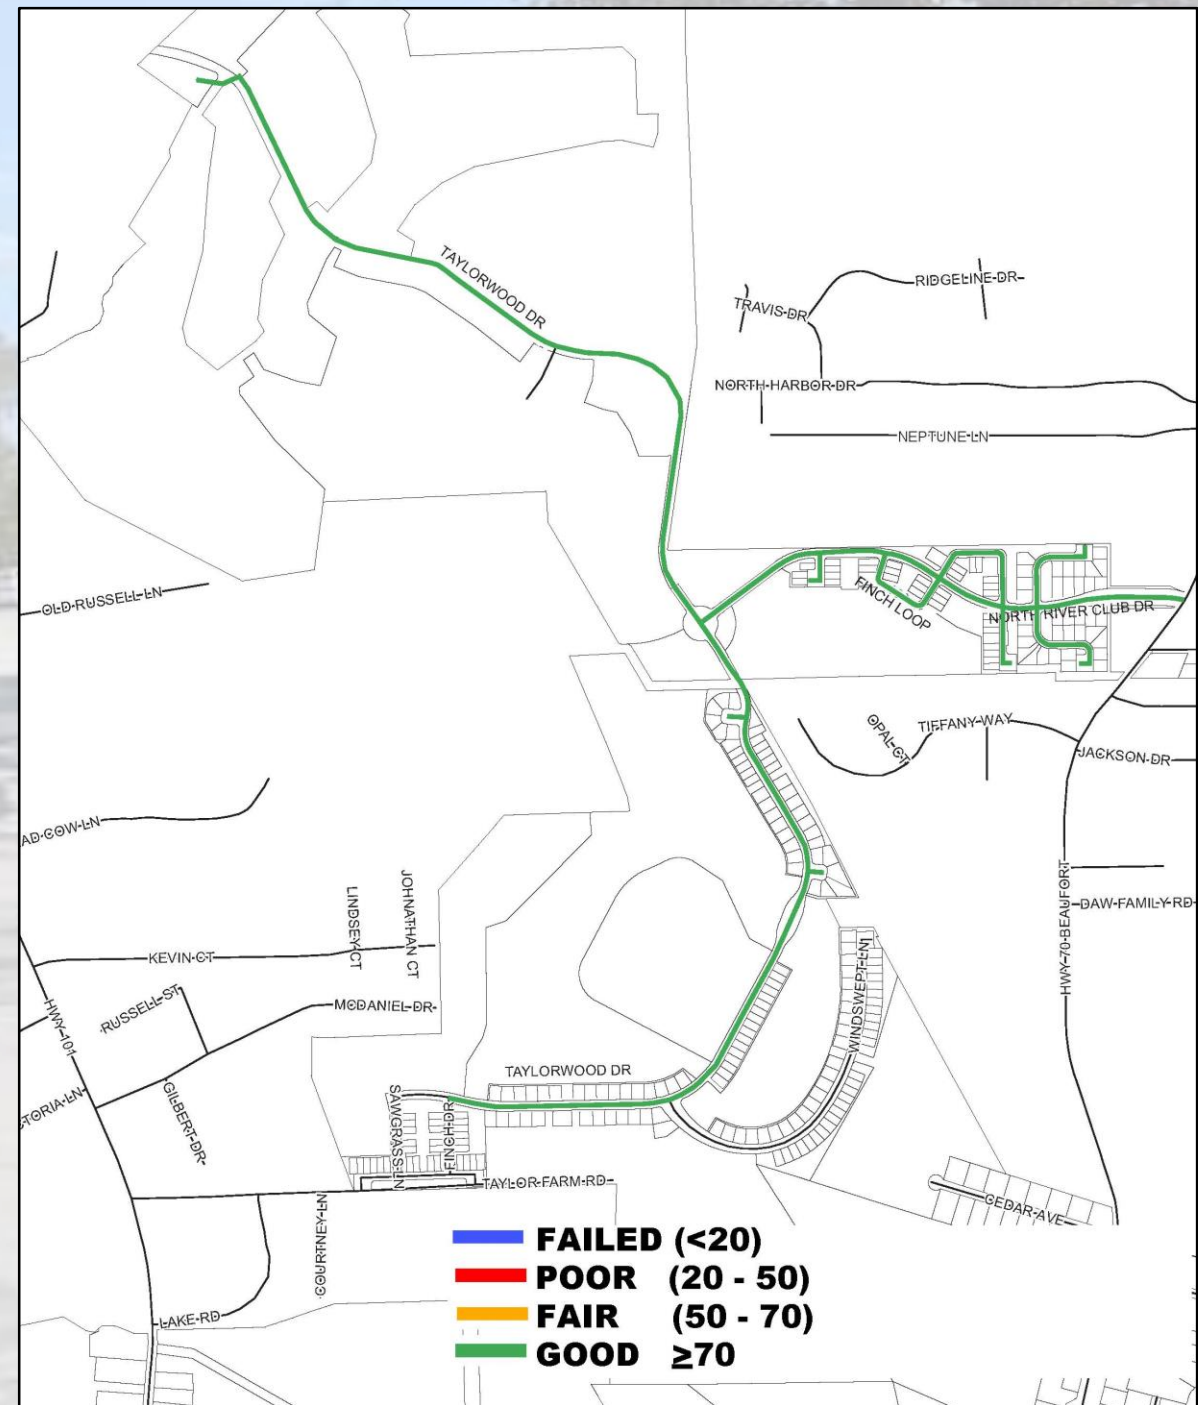 TAYLORWOOD DR
RIDGELINE DR
TRAVIS DR
NORTH HARBOR DR
NEPTUNE LN
OLD RUSSELL LN
FINCH LOOP
NORTH RIVER CLUB DR
OPAL CT
TIFFANY WAY
JACKSON DR
AD COW LN
HWY 70 BEAUFORT
DAW FAMILY RD
LINDSEY CT
JOHNATHAN CT
KEVIN CT
WINDSWEPT LN
RUSSELL ST
MCDANIEL DR
HWY 101
TAYLORWOOD DR
TORIA LN
GILBERT DR
SAWGRASS LN
FINCH DR
TAYLOR FARM RD
COURTNEY LN
CEDAR AVE
LAKE RD
FAILED (<20)
POOR (20 - 50)
FAIR (50 - 70)
GOOD ≥70